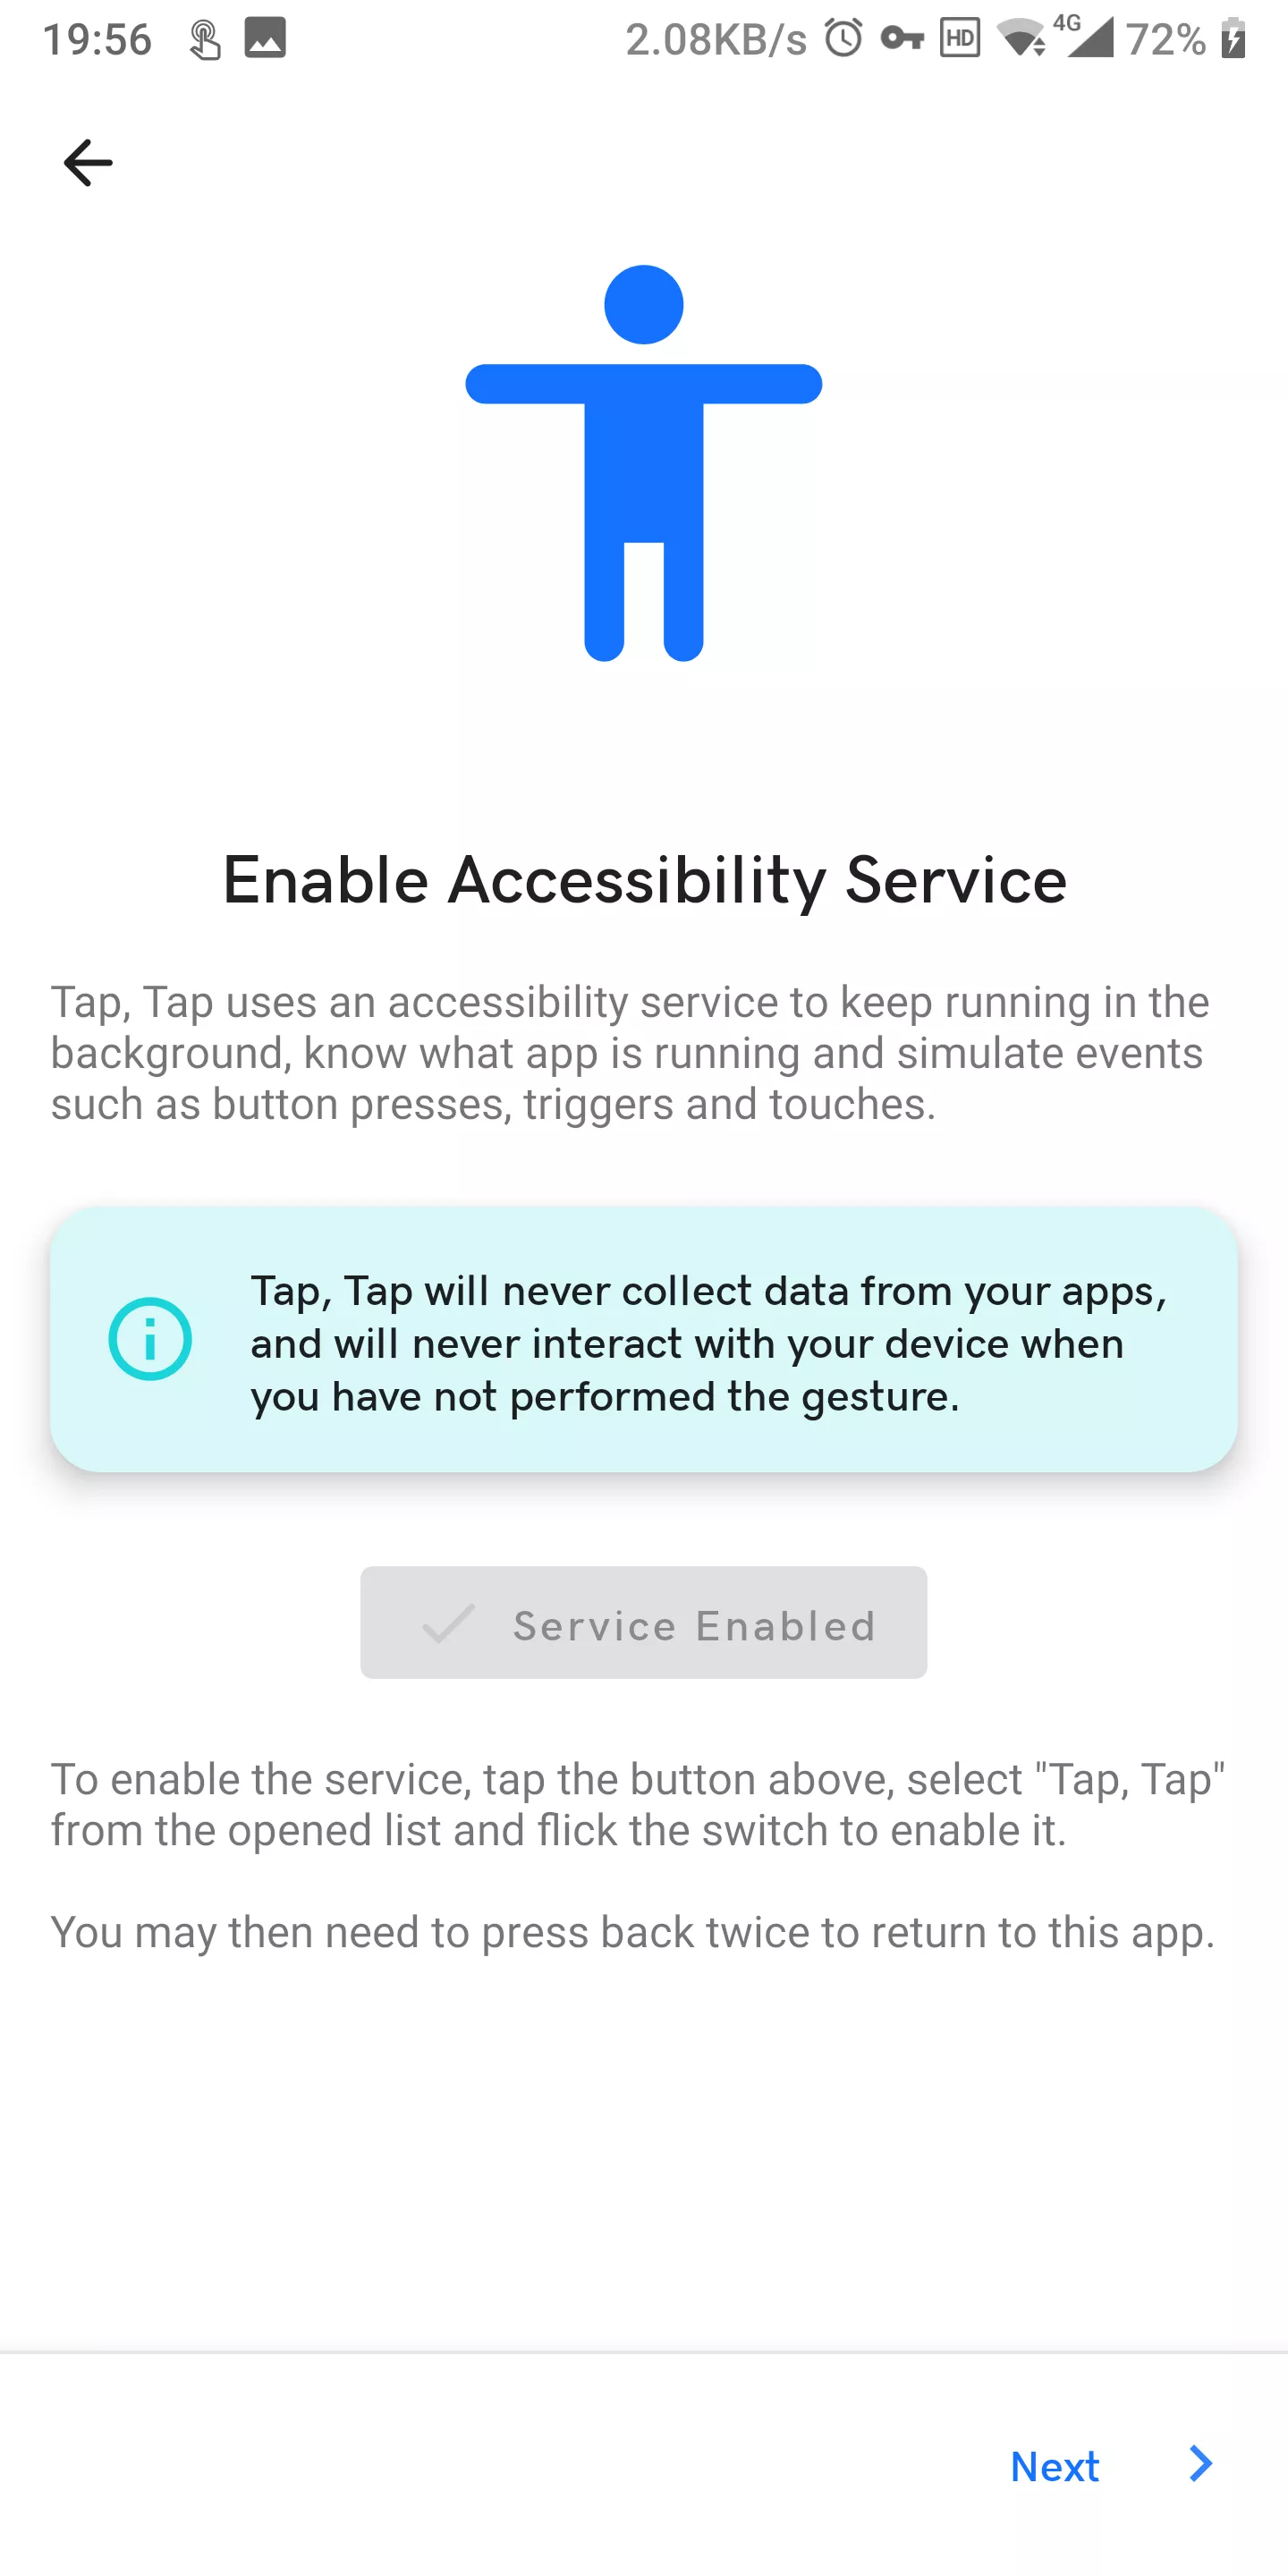 19:56 2.08KB/s HD 4G 72%
Enable Accessibility Service
Tap, Tap uses an accessibility service to keep running in the
background, know what app is running and simulate events
such as button presses, triggers and touches.
Tap, Tap will never collect data from your apps,
and will never interact with your device when
you have not performed the gesture.
Service Enabled
To enable the service, tap the button above, select "Tap, Tap"
from the opened list and flick the switch to enable it.
You may then need to press back twice to return to this app.
Next